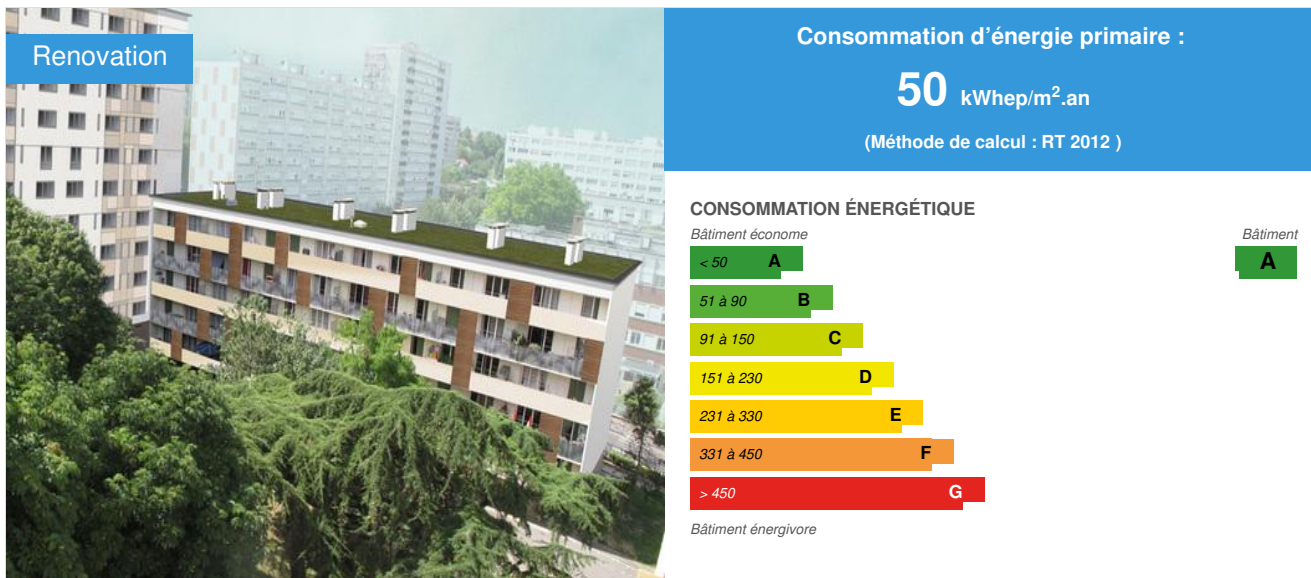 Renovation
Consommation d'énergie primaire :
50 kWhep/m².an
(Méthode de calcul : RT 2012 )
CONSOMMATION ÉNERGÉTIQUE
Bâtiment économe
Bâtiment
< 50 A
A
51 à 90 B
91 à 150 C
151 à 230 D
231 à 330 E
331 à 450 F
> 450 G
Bâtiment énergivore